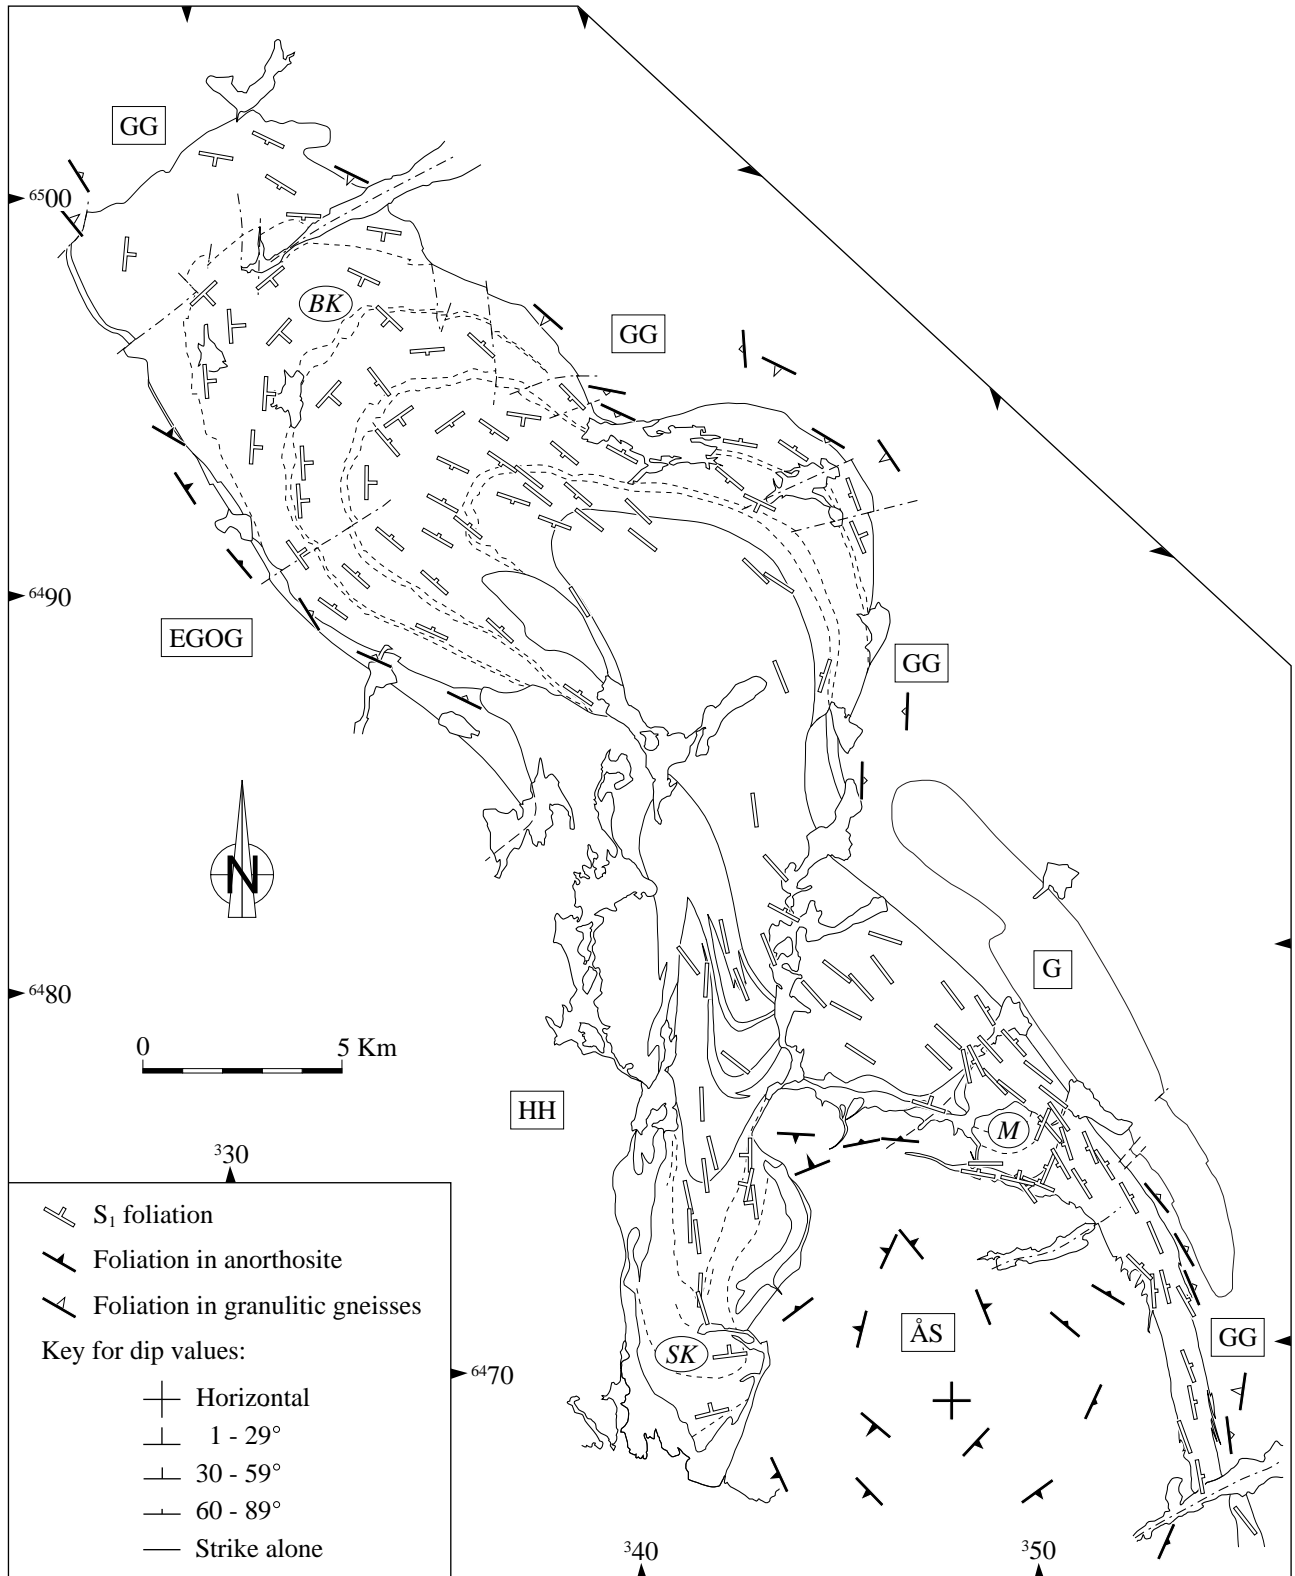 GG
⁶⁵00
BK
GG
⁶⁴90
EGOG
GG
N
G
⁶⁴80
0 5 Km
HH
M
³30
S₁ foliation
Foliation in anorthosite
Foliation in granulitic gneisses
Key for dip values:
Horizontal
1 - 29°
30 - 59°
60 - 89°
Strike alone
ÅS
GG
SK
⁶⁴70
³40
³50